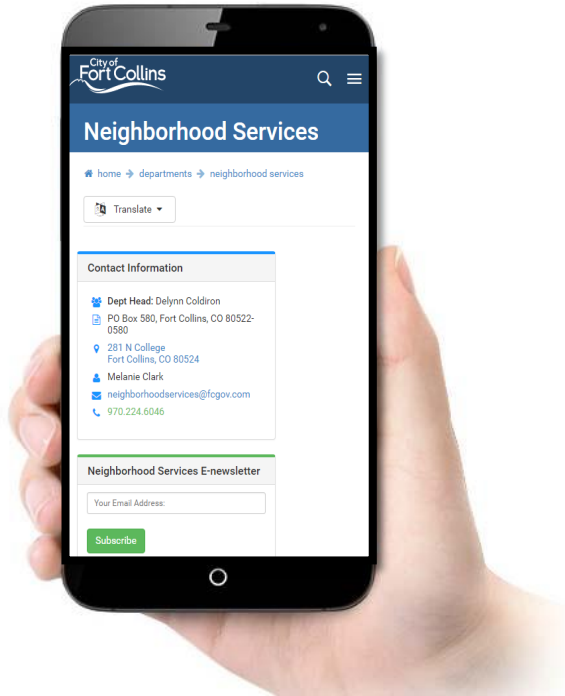 City of
Fort Collins
Neighborhood Services
home departments neighborhood services
Translate
Contact Information
Dept Head: Delynn Coldiron
PO Box 580, Fort Collins, CO 80522-
0580
281 N College
Fort Collins, CO 80524
Melanie Clark
neighborhoodservices@fcgov.com
970.224.6046
Neighborhood Services E-newsletter
Your Email Address:
Subscribe